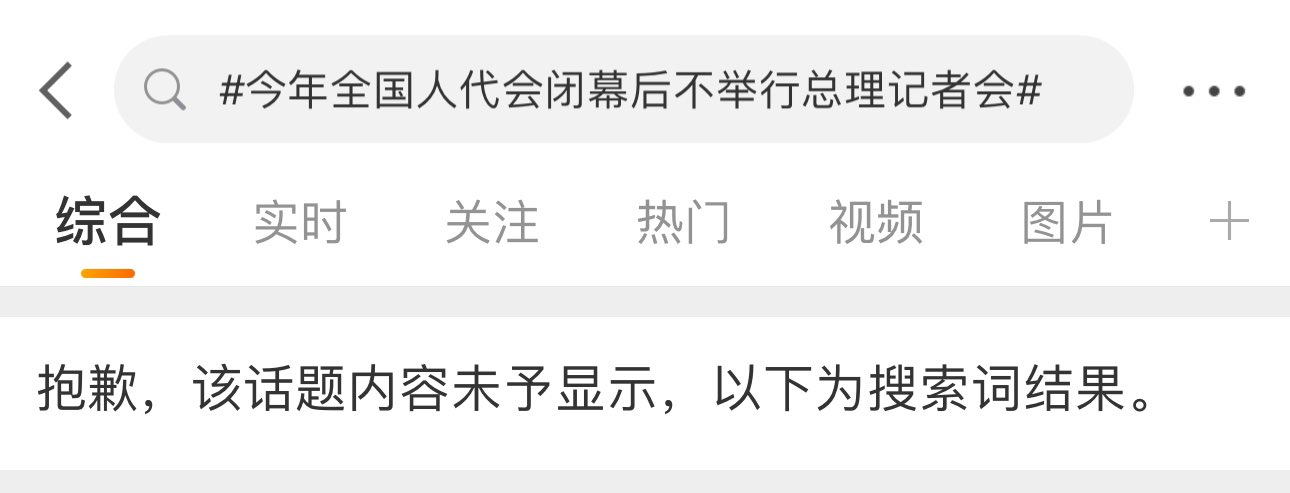 #今年全国人代会闭幕后不举行总理记者会#
综合 实时 关注 热门 视频 图片
抱歉，该话题内容未予显示，以下为搜索词结果。